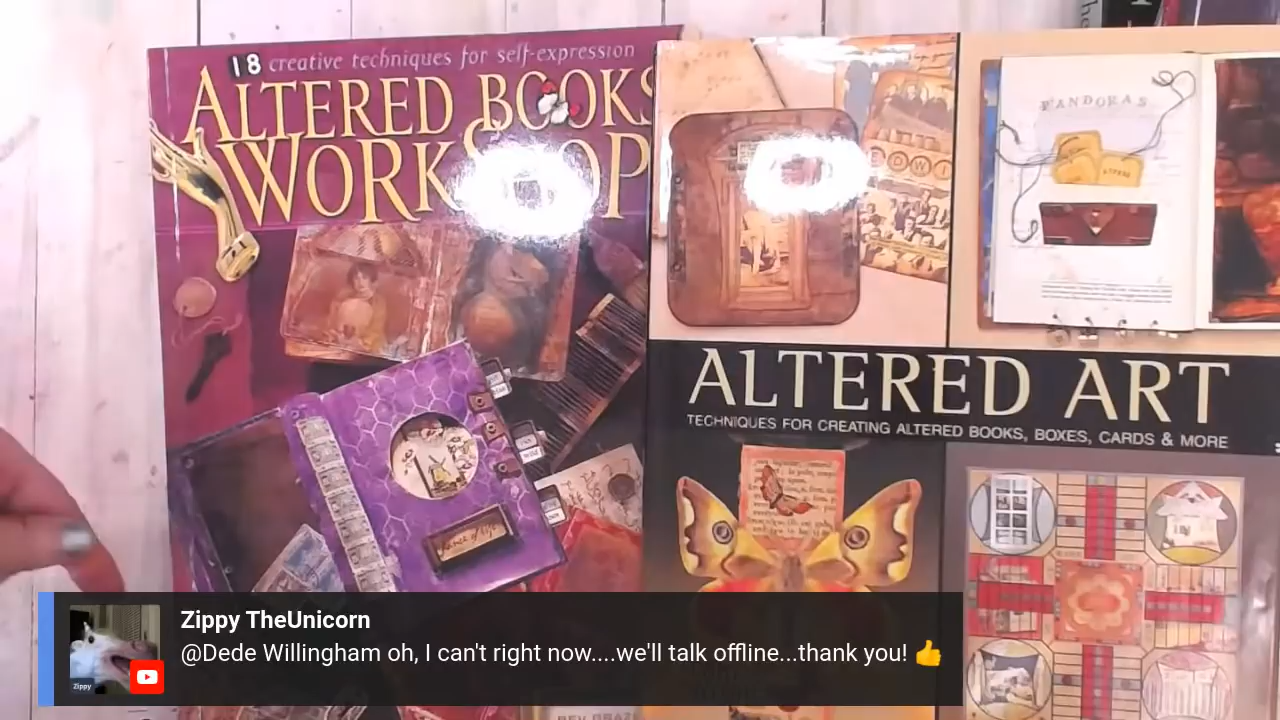 18 creative techniques for self-expression
ALTERED BOOKS
WORKSHOP
PANDORAS
ALTERED ART
TECHNIQUES FOR CREATING ALTERED BOOKS, BOXES, CARDS & MORE
Zippy TheUnicorn
@Dede Willingham oh, I can't right now....we'll talk offline...thank you! 👍
Zippy